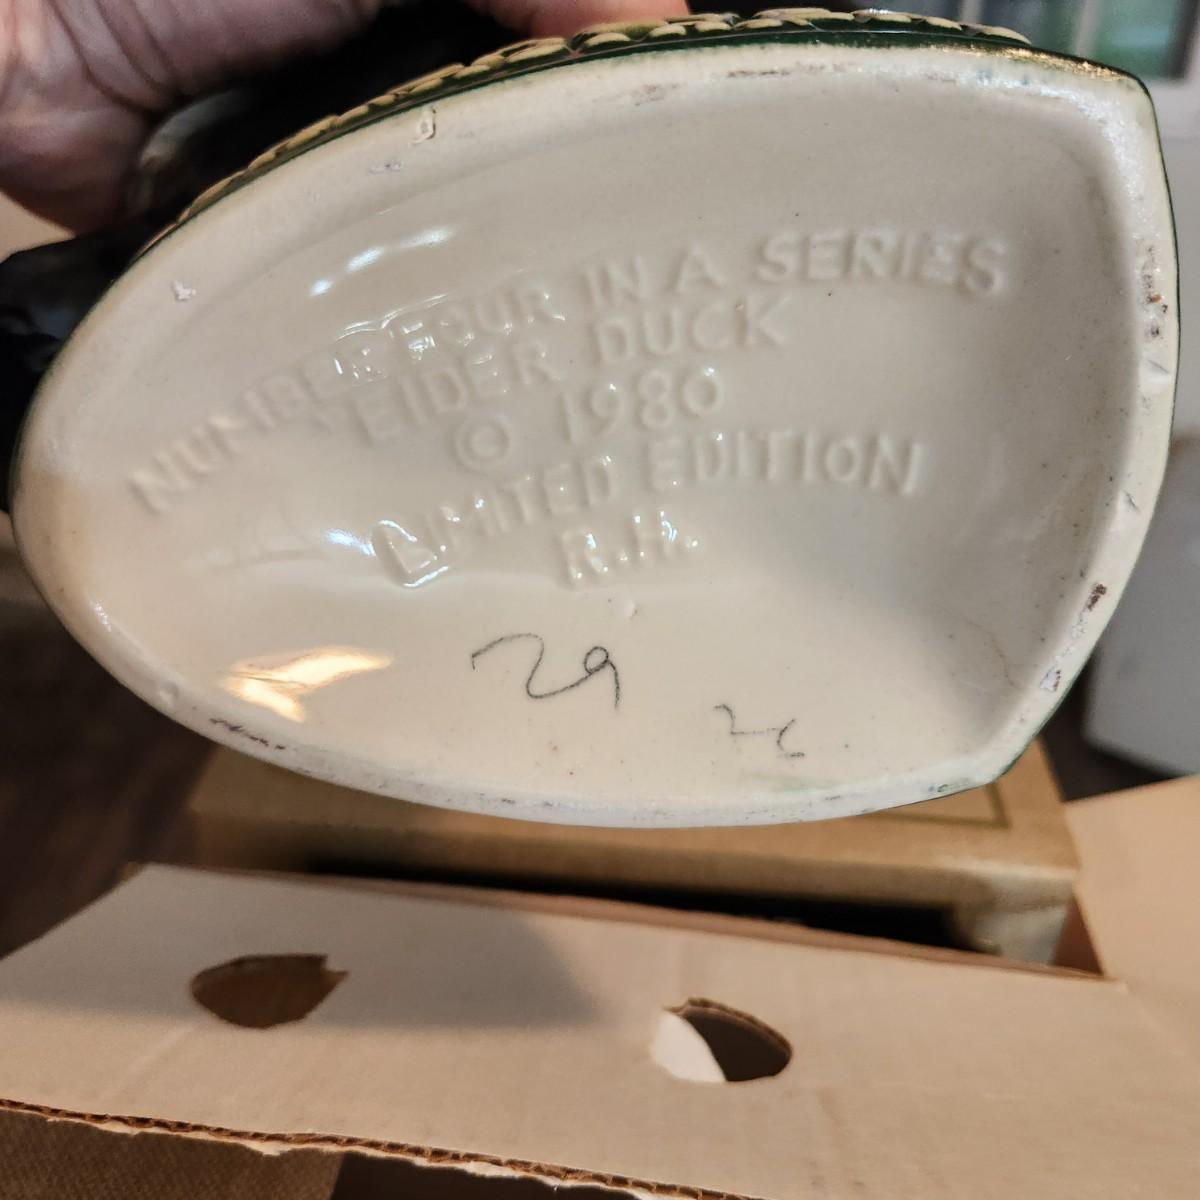 NUMBER FOUR IN A SERIES
EIDER DUCK
© 1980
LIMITED EDITION
R.H.
29